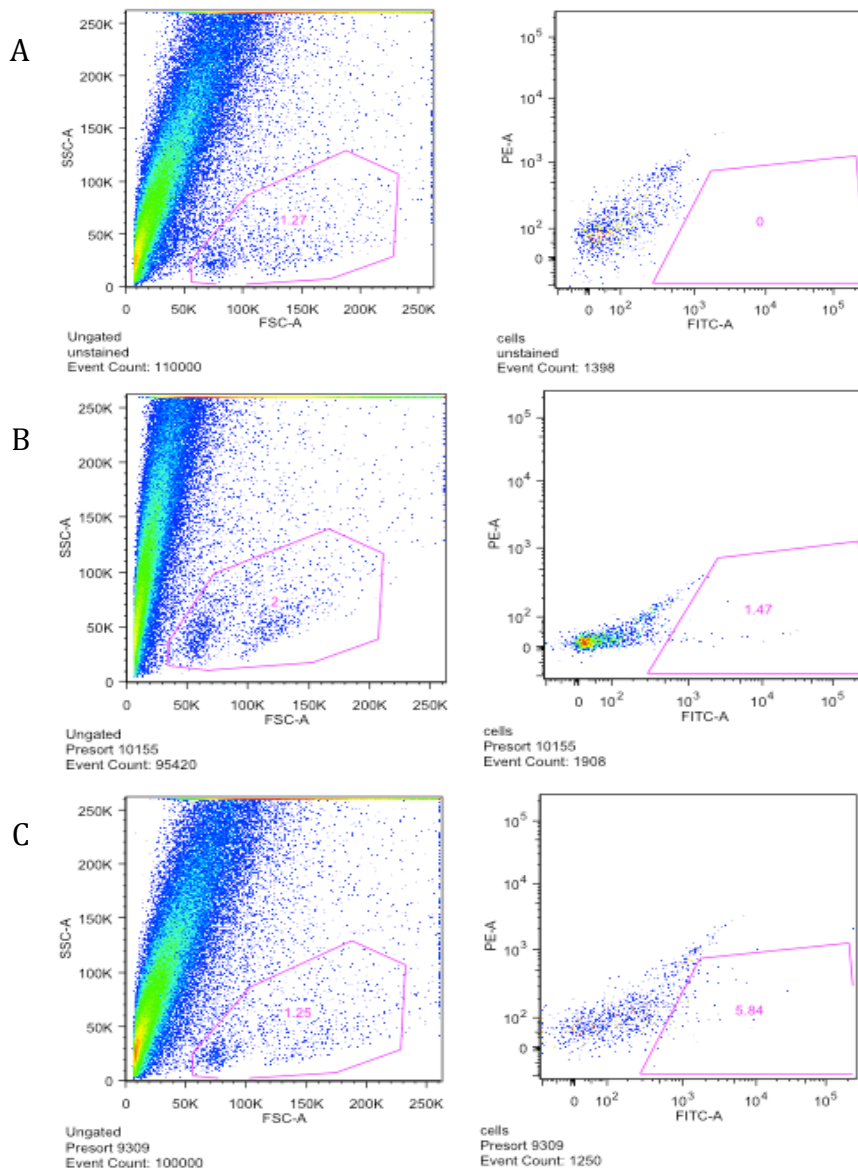 A
250K
200K
150K
100K
50K
0
SSC-A
1.27
0 50K 100K 150K 200K 250K
FSC-A
Ungated
unstained
Event Count: 110000
10^5
10^4
10^3
10^2
0
PE-A
0
0 10^2 10^3 10^4 10^5
FITC-A
cells
unstained
Event Count: 1398
B
250K
200K
150K
100K
50K
0
SSC-A
2
0 50K 100K 150K 200K 250K
FSC-A
Ungated
Presort 10155
Event Count: 95420
10^5
10^4
10^3
10^2
0
PE-A
1.47
0 10^2 10^3 10^4 10^5
FITC-A
cells
Presort 10155
Event Count: 1908
C
250K
200K
150K
100K
50K
0
SSC-A
1.25
0 50K 100K 150K 200K 250K
FSC-A
Ungated
Presort 9309
Event Count: 100000
10^5
10^4
10^3
10^2
0
PE-A
5.84
0 10^2 10^3 10^4 10^5
FITC-A
cells
Presort 9309
Event Count: 1250